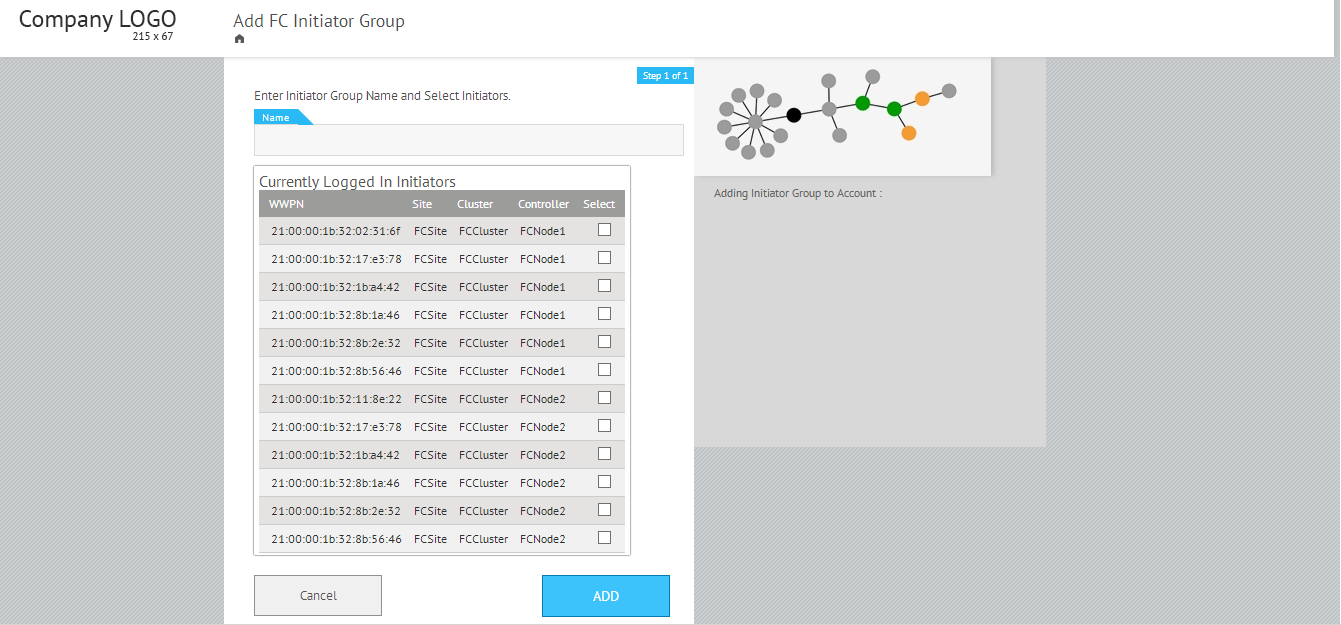 Company LOGO
215 x 67
Add FC Initiator Group
Step 1 of 1
Enter Initiator Group Name and Select Initiators.
Name
Currently Logged In Initiators
WWPN Site Cluster Controller Select
21:00:00:1b:32:02:31:6f FCSite FCCluster FCNode1
21:00:00:1b:32:17:e3:78 FCSite FCCluster FCNode1
21:00:00:1b:32:1b:a4:42 FCSite FCCluster FCNode1
21:00:00:1b:32:8b:1a:46 FCSite FCCluster FCNode1
21:00:00:1b:32:8b:2e:32 FCSite FCCluster FCNode1
21:00:00:1b:32:8b:56:46 FCSite FCCluster FCNode1
21:00:00:1b:32:11:8e:22 FCSite FCCluster FCNode2
21:00:00:1b:32:17:e3:78 FCSite FCCluster FCNode2
21:00:00:1b:32:1b:a4:42 FCSite FCCluster FCNode2
21:00:00:1b:32:8b:1a:46 FCSite FCCluster FCNode2
21:00:00:1b:32:8b:2e:32 FCSite FCCluster FCNode2
21:00:00:1b:32:8b:56:46 FCSite FCCluster FCNode2
Cancel
ADD
Adding Initiator Group to Account :